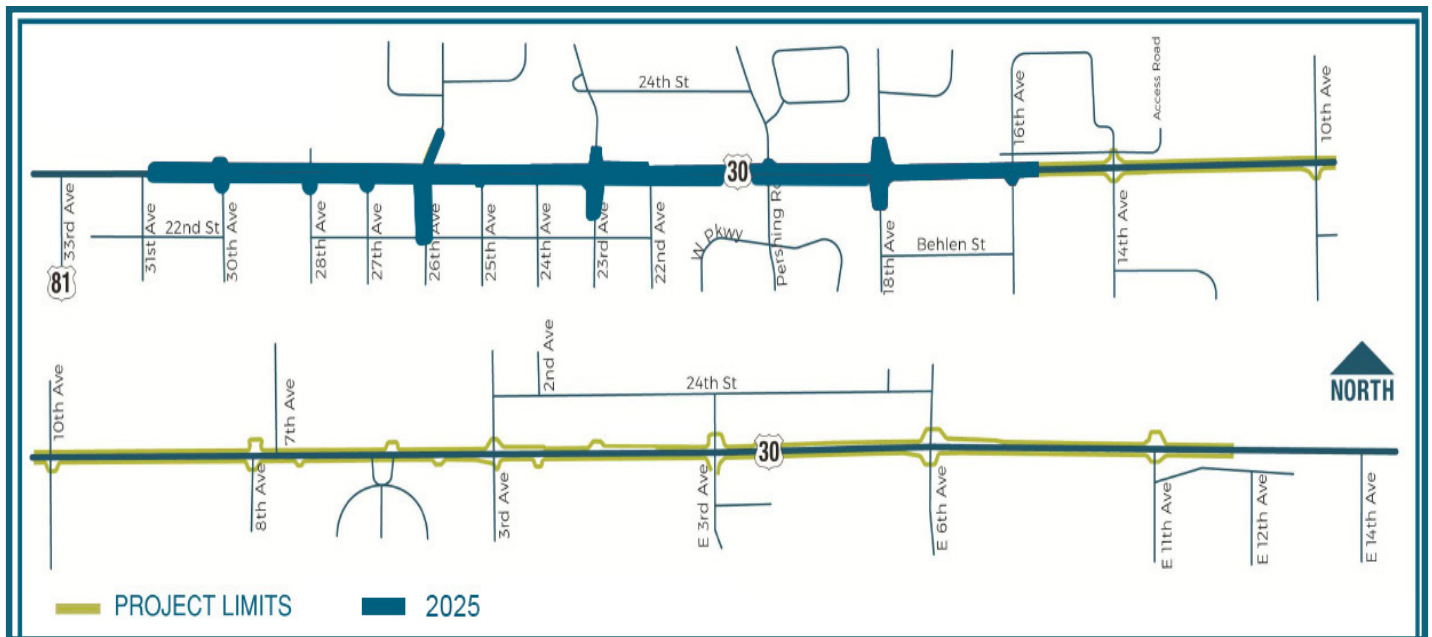 24th St
16th Ave
Access Road
10th Ave
30
33rd Ave
81
31st Ave
22nd St
30th Ave
28th Ave
27th Ave
26th Ave
25th Ave
24th Ave
23rd Ave
22nd Ave
W Pkwy
Pershing Rd
18th Ave
Behlen St
14th Ave
NORTH
10th Ave
7th Ave
8th Ave
3rd Ave
2nd Ave
24th St
E 3rd Ave
30
E 6th Ave
E 11th Ave
E 12th Ave
E 14th Ave
PROJECT LIMITS
2025